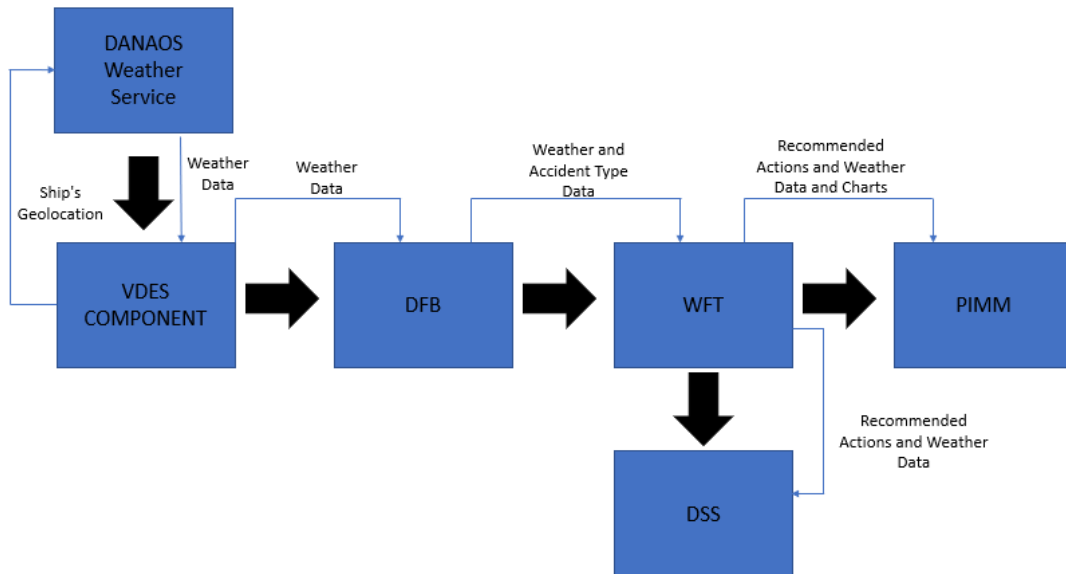 DANAOS
Weather
Service
Weather
Data
Ship's
Geolocation
Weather
Data
Weather and
Accident Type
Data
Recommended
Actions and Weather
Data and Charts
VDES
COMPONENT
DFB
WFT
PIMM
Recommended
Actions and Weather
Data
DSS